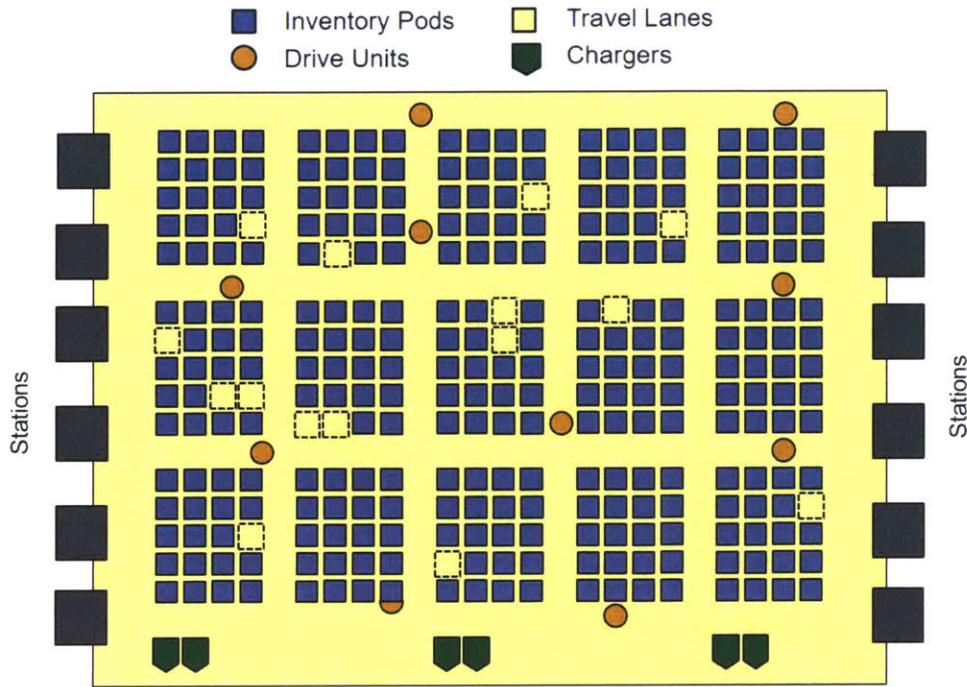 Inventory Pods
Travel Lanes
Drive Units
Chargers
Stations
Stations